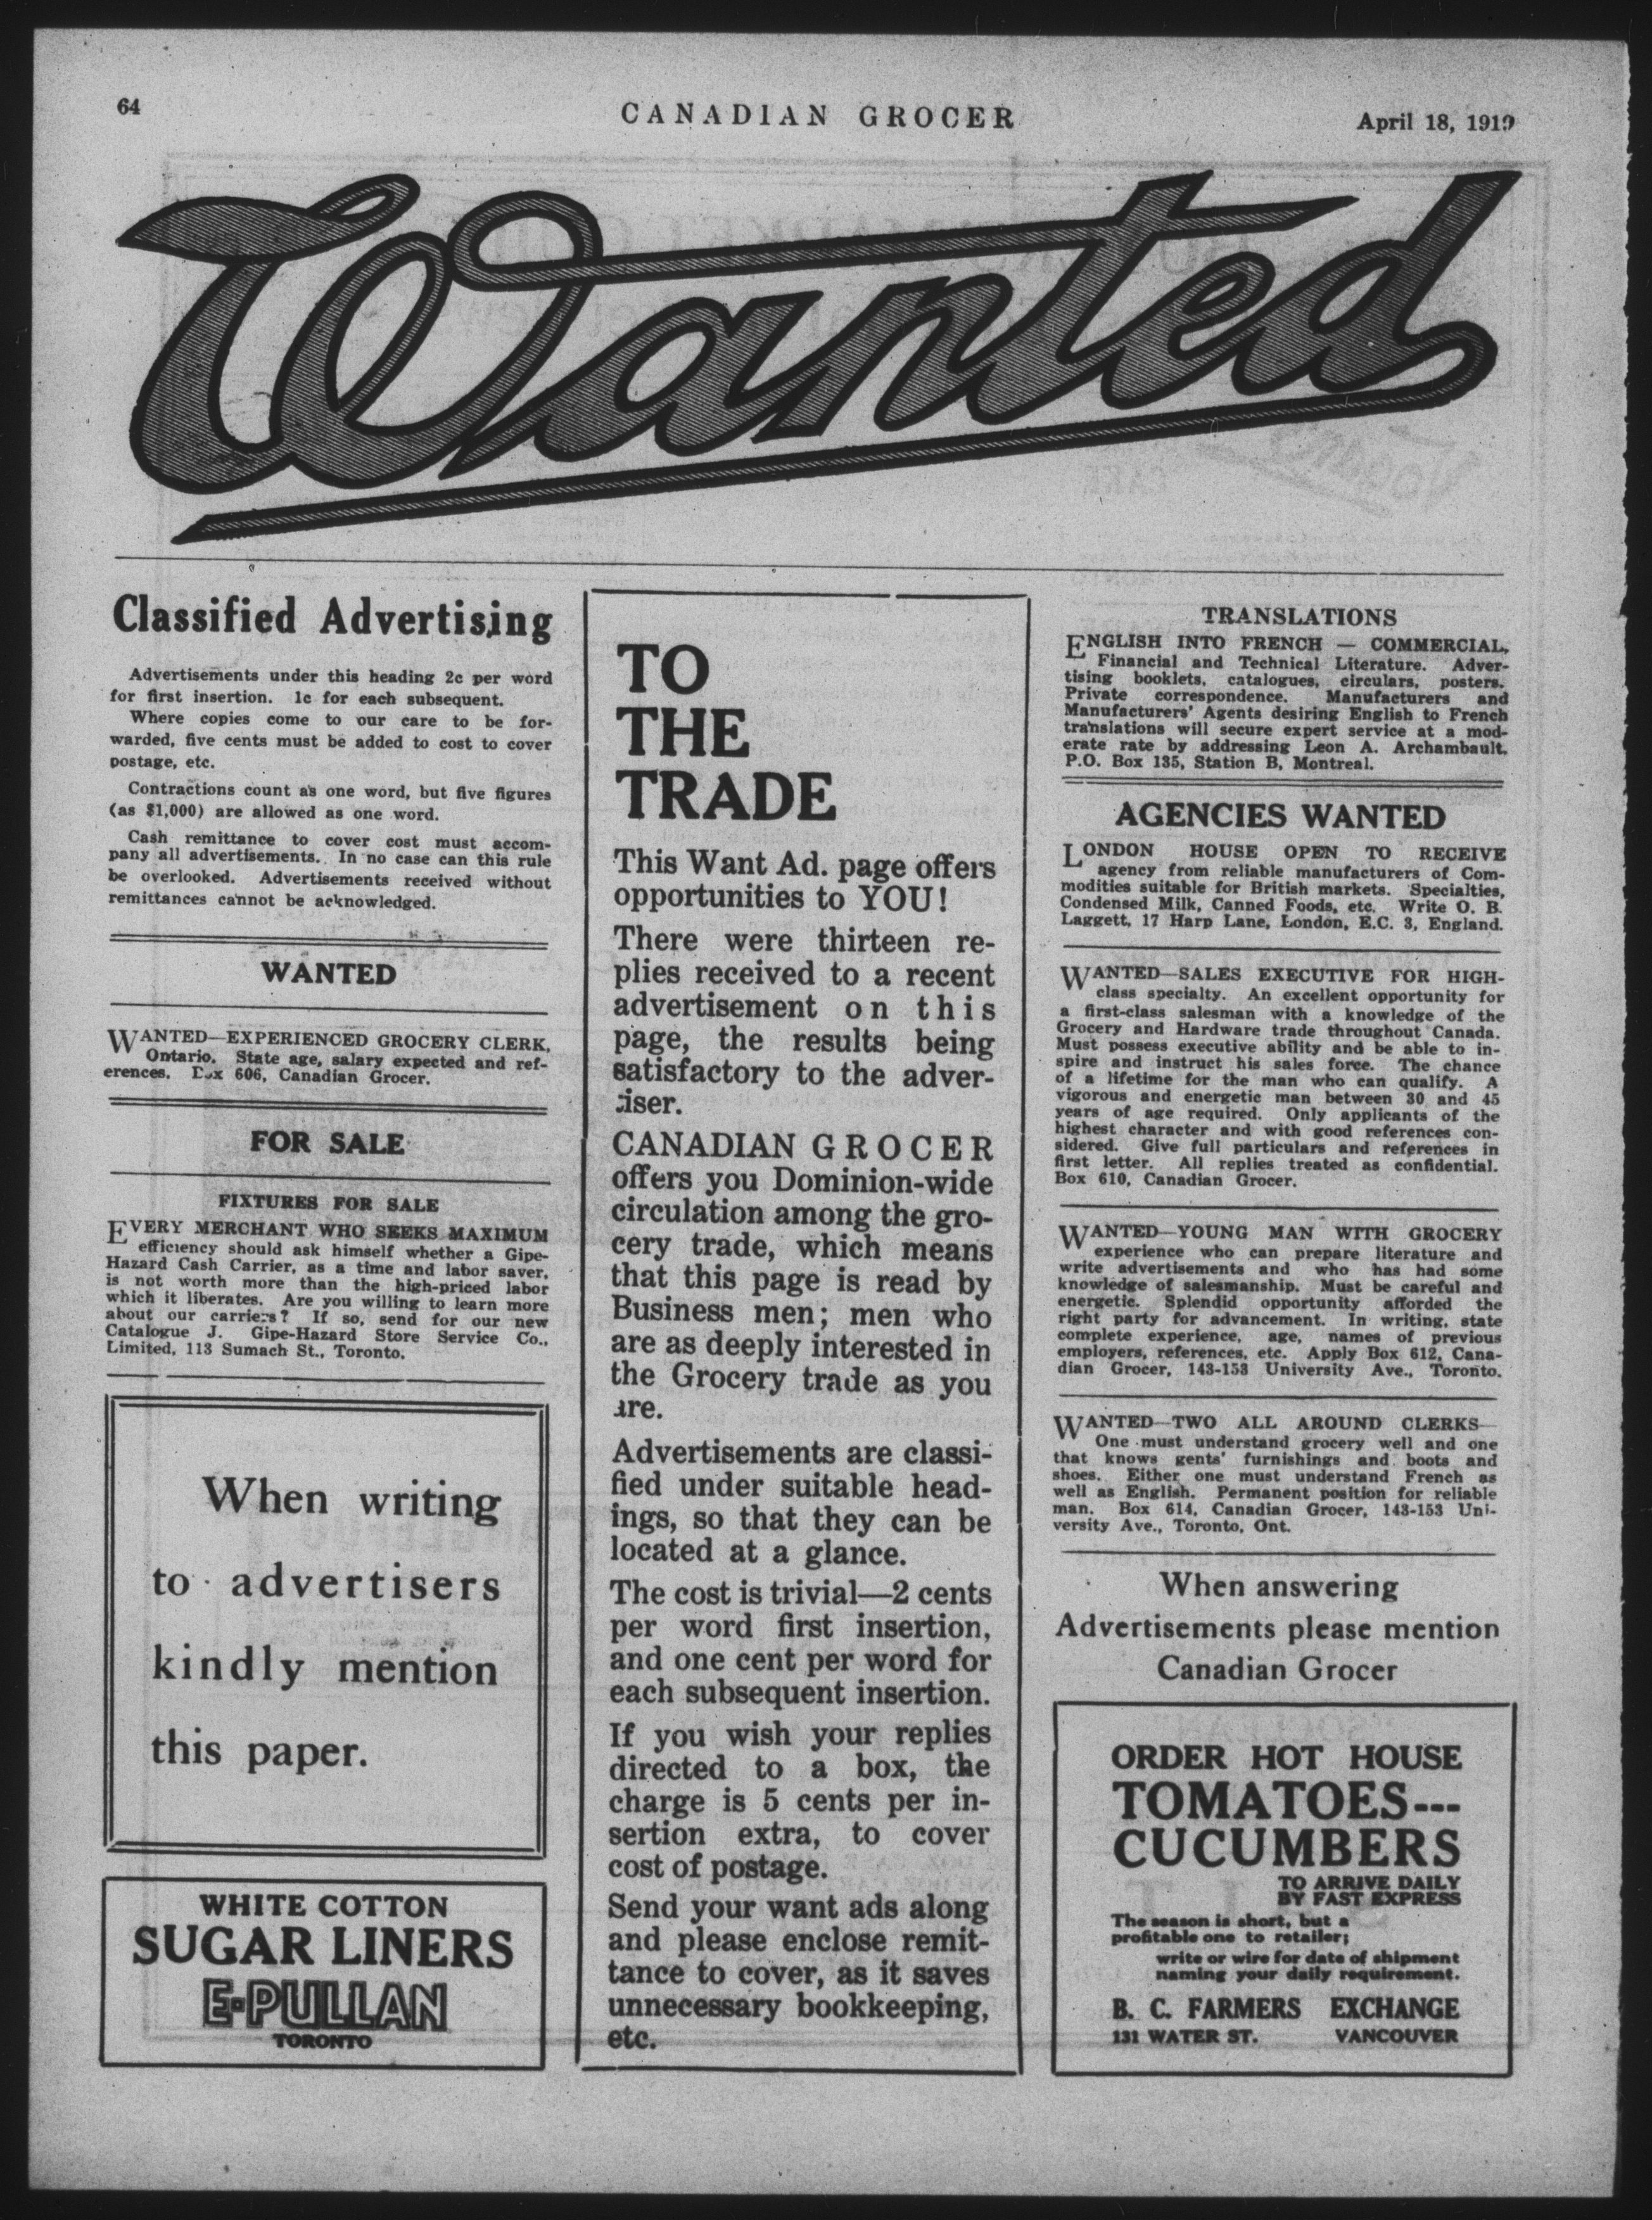 64
CANADIAN GROCER
April 18, 1919
Wanted
Classified Advertising
Advertisements under this heading 2c per word
for first insertion. 1c for each subsequent.
Where copies come to our care to be for-
warded, five cents must be added to cost to cover
postage, etc.
Contractions count as one word, but five figures
(as $1,000) are allowed as one word.
Cash remittance to cover cost must accom-
pany all advertisements. In no case can this rule
be overlooked. Advertisements received without
remittances cannot be acknowledged.
WANTED
WANTED—EXPERIENCED GROCERY CLERK,
Ontario. State age, salary expected and ref-
erences. Box 606, Canadian Grocer.
FOR SALE
FIXTURES FOR SALE
EVERY MERCHANT WHO SEEKS MAXIMUM
efficiency should ask himself whether a Gipe-
Hazard Cash Carrier, as a time and labor saver,
is not worth more than the high-priced labor
which it liberates. Are you willing to learn more
about our carriers? If so, send for our new
Catalogue J. Gipe-Hazard Store Service Co.,
Limited, 113 Sumach St., Toronto.
When writing
to advertisers
kindly mention
this paper.
WHITE COTTON
SUGAR LINERS
E-PULLAN
TORONTO
TO
THE
TRADE
This Want Ad. page offers
opportunities to YOU!
There were thirteen re-
plies received to a recent
advertisement on this
page, the results being
satisfactory to the adver-
tiser.
CANADIAN GROCER
offers you Dominion-wide
circulation among the gro-
cery trade, which means
that this page is read by
Business men; men who
are as deeply interested in
the Grocery trade as you
are.
Advertisements are classi-
fied under suitable head-
ings, so that they can be
located at a glance.
The cost is trivial—2 cents
per word first insertion,
and one cent per word for
each subsequent insertion.
If you wish your replies
directed to a box, the
charge is 5 cents per in-
sertion extra, to cover
cost of postage.
Send your want ads along
and please enclose remit-
tance to cover, as it saves
unnecessary bookkeeping,
etc.
TRANSLATIONS
ENGLISH INTO FRENCH — COMMERCIAL,
Financial and Technical Literature. Adver-
tising booklets, catalogues, circulars, posters.
Private correspondence. Manufacturers and
Manufacturers' Agents desiring English to French
translations will secure expert service at a mod-
erate rate by addressing Leon A. Archambault,
P.O. Box 135, Station B, Montreal.
AGENCIES WANTED
LONDON HOUSE OPEN TO RECEIVE
agency from reliable manufacturers of Com-
modities suitable for British markets. Specialties,
Condensed Milk, Canned Foods, etc. Write O. B.
Laggett, 17 Harp Lane, London, E.C. 3, England.
WANTED—SALES EXECUTIVE FOR HIGH-
class specialty. An excellent opportunity for
a first-class salesman with a knowledge of the
Grocery and Hardware trade throughout Canada.
Must possess executive ability and be able to in-
spire and instruct his sales force. The chance
of a lifetime for the man who can qualify. A
vigorous and energetic man between 30 and 45
years of age required. Only applicants of the
highest character and with good references con-
sidered. Give full particulars and references in
first letter. All replies treated as confidential.
Box 610, Canadian Grocer.
WANTED—YOUNG MAN WITH GROCERY
experience who can prepare literature and
write advertisements and who has had some
knowledge of salesmanship. Must be careful and
energetic. Splendid opportunity afforded the
right party for advancement. In writing, state
complete experience, age, names of previous
employers, references, etc. Apply Box 612, Cana-
dian Grocer, 143-153 University Ave., Toronto.
WANTED—TWO ALL AROUND CLERKS—
One must understand grocery well and one
that knows gents' furnishings and boots and
shoes. Either one must understand French as
well as English. Permanent position for reliable
man. Box 614, Canadian Grocer, 143-153 Uni-
versity Ave., Toronto, Ont.
When answering
Advertisements please mention
Canadian Grocer
ORDER HOT HOUSE
TOMATOES---
CUCUMBERS
TO ARRIVE DAILY
BY FAST EXPRESS
The season is short, but a
profitable one to retailer;
write or wire for date of shipment
naming your daily requirement.
B. C. FARMERS EXCHANGE
131 WATER ST. VANCOUVER